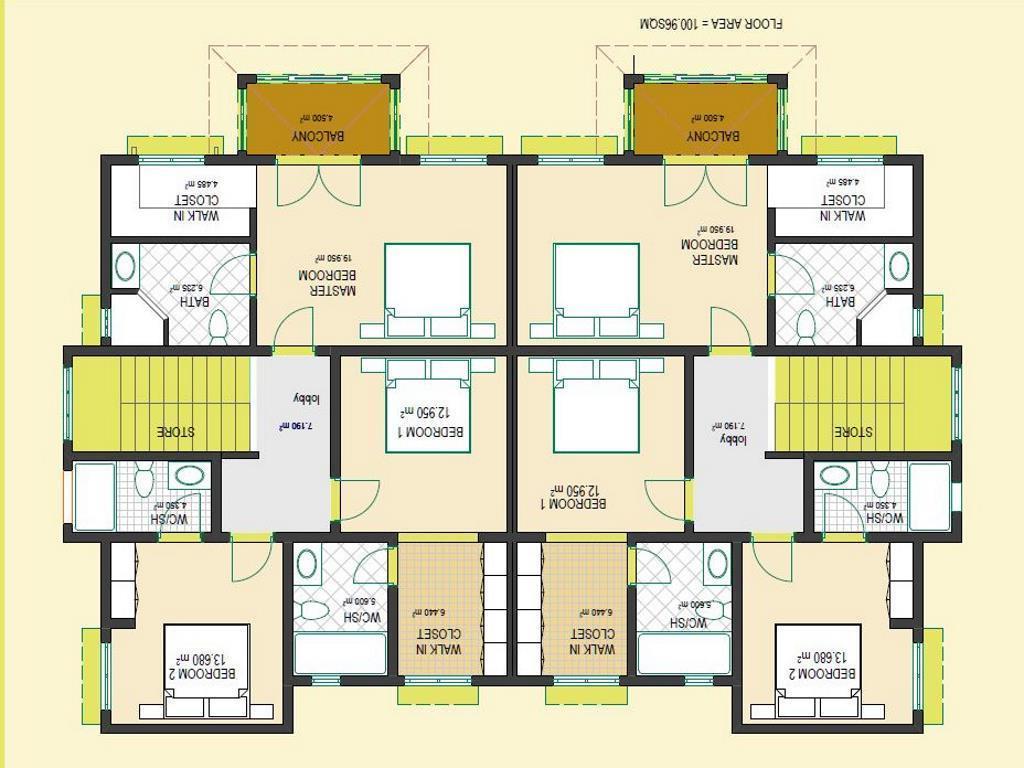 BEDROOM 2
13.680 m²
WALK IN
CLOSET
6.440 m²
WC/SH
5.600 m²
WC/SH
5.600 m²
WALK IN
CLOSET
6.440 m²
BEDROOM 2
13.680 m²
WC/SH
4.350 m²
BEDROOM 1
12.950 m²
WC/SH
4.350 m²
STORE
lobby
7.190 m²
BEDROOM 1
12.950 m²
7.190 m²
lobby
STORE
BATH
6.235 m²
MASTER
BEDROOM
19.950 m²
MASTER
BEDROOM
19.950 m²
BATH
6.235 m²
WALK IN
CLOSET
4.485 m²
WALK IN
CLOSET
4.485 m²
BALCONY
4.500 m²
BALCONY
4.500 m²
FLOOR AREA = 100.96SQM